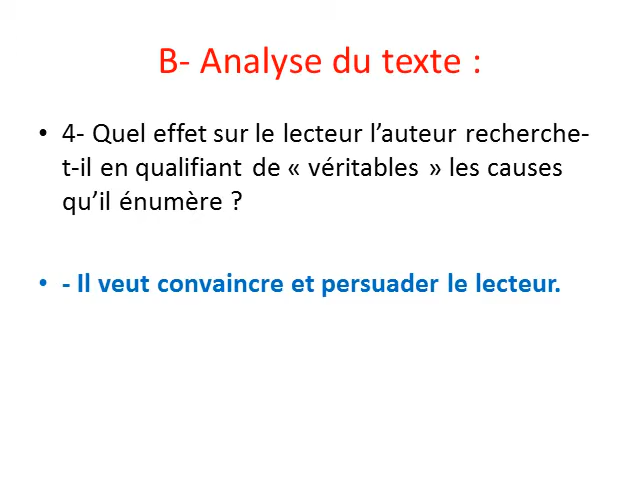 B- Analyse du texte :
• 4- Quel effet sur le lecteur l’auteur recherche-
t-il en qualifiant de « véritables » les causes
qu’il énumère ?
• - Il veut convaincre et persuader le lecteur.